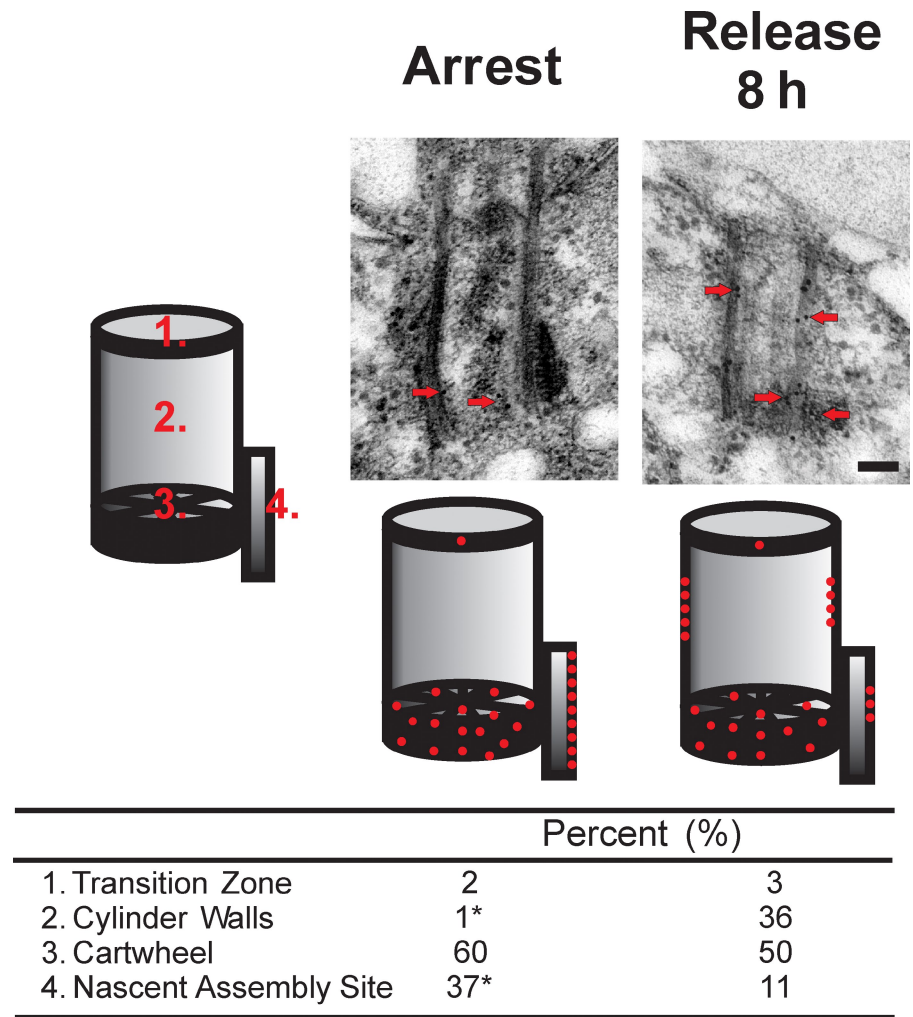 Arrest
Release
8 h
1.
2.
3.
4.
Percent (%)
1. Transition Zone 2 3
2. Cylinder Walls 1* 36
3. Cartwheel 60 50
4. Nascent Assembly Site 37* 11